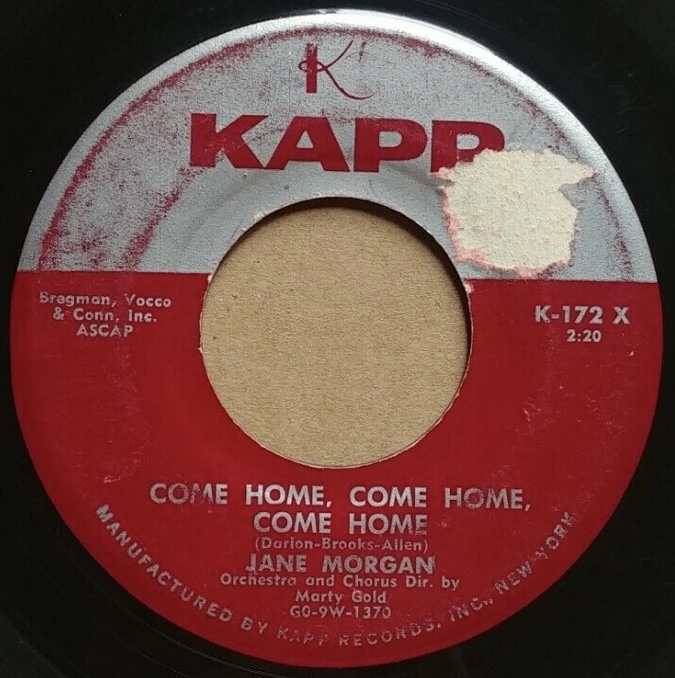 K
KAPP
Bregman, Vocco
& Conn, Inc.
ASCAP
K-172 X
2:20
COME HOME, COME HOME,
COME HOME
(Darion-Brooks-Allen)
JANE MORGAN
Orchestra and Chorus Dir. by
Marty Gold
G0-9W-1370
MANUFACTURED BY KAPP RECORDS, INC., NEW YORK